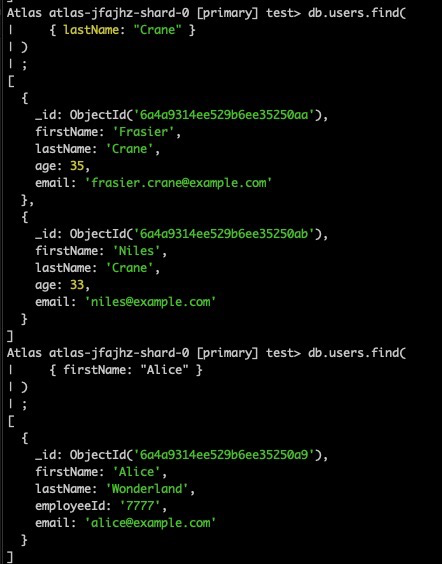 Atlas atlas-jfajhz-shard-0 [primary] test> db.users.find(
|     { lastName: "Crane" }
| )
| ;
[
  {
    _id: ObjectId('6a4a9314ee529b6ee35250aa'),
    firstName: 'Frasier',
    lastName: 'Crane',
    age: 35,
    email: 'frasier.crane@example.com'
  },
  {
    _id: ObjectId('6a4a9314ee529b6ee35250ab'),
    firstName: 'Niles',
    lastName: 'Crane',
    age: 33,
    email: 'niles@example.com'
  }
]
Atlas atlas-jfajhz-shard-0 [primary] test> db.users.find(
|     { firstName: "Alice" }
| )
| ;
[
  {
    _id: ObjectId('6a4a9314ee529b6ee35250a9'),
    firstName: 'Alice',
    lastName: 'Wonderland',
    employeeId: '7777',
    email: 'alice@example.com'
  }
]